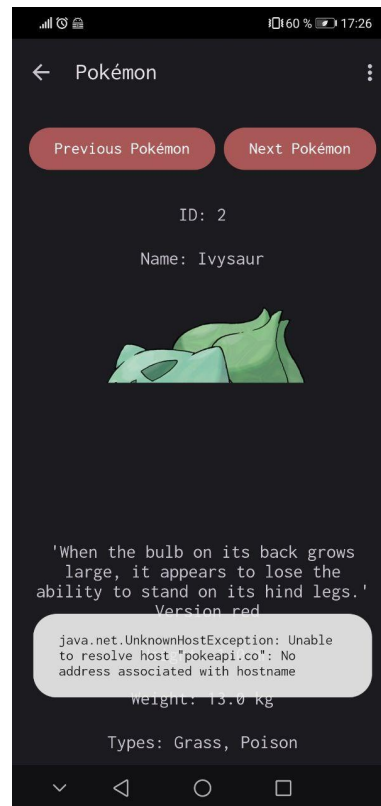 60 % 17:26
Pokémon
Previous Pokémon Next Pokémon
ID: 2
Name: Ivysaur
'When the bulb on its back grows
large, it appears to lose the
ability to stand on its hind legs.'
Version red
java.net.UnknownHostException: Unable
to resolve host "pokeapi.co": No
address associated with hostname
Weight: 13.0 kg
Types: Grass, Poison